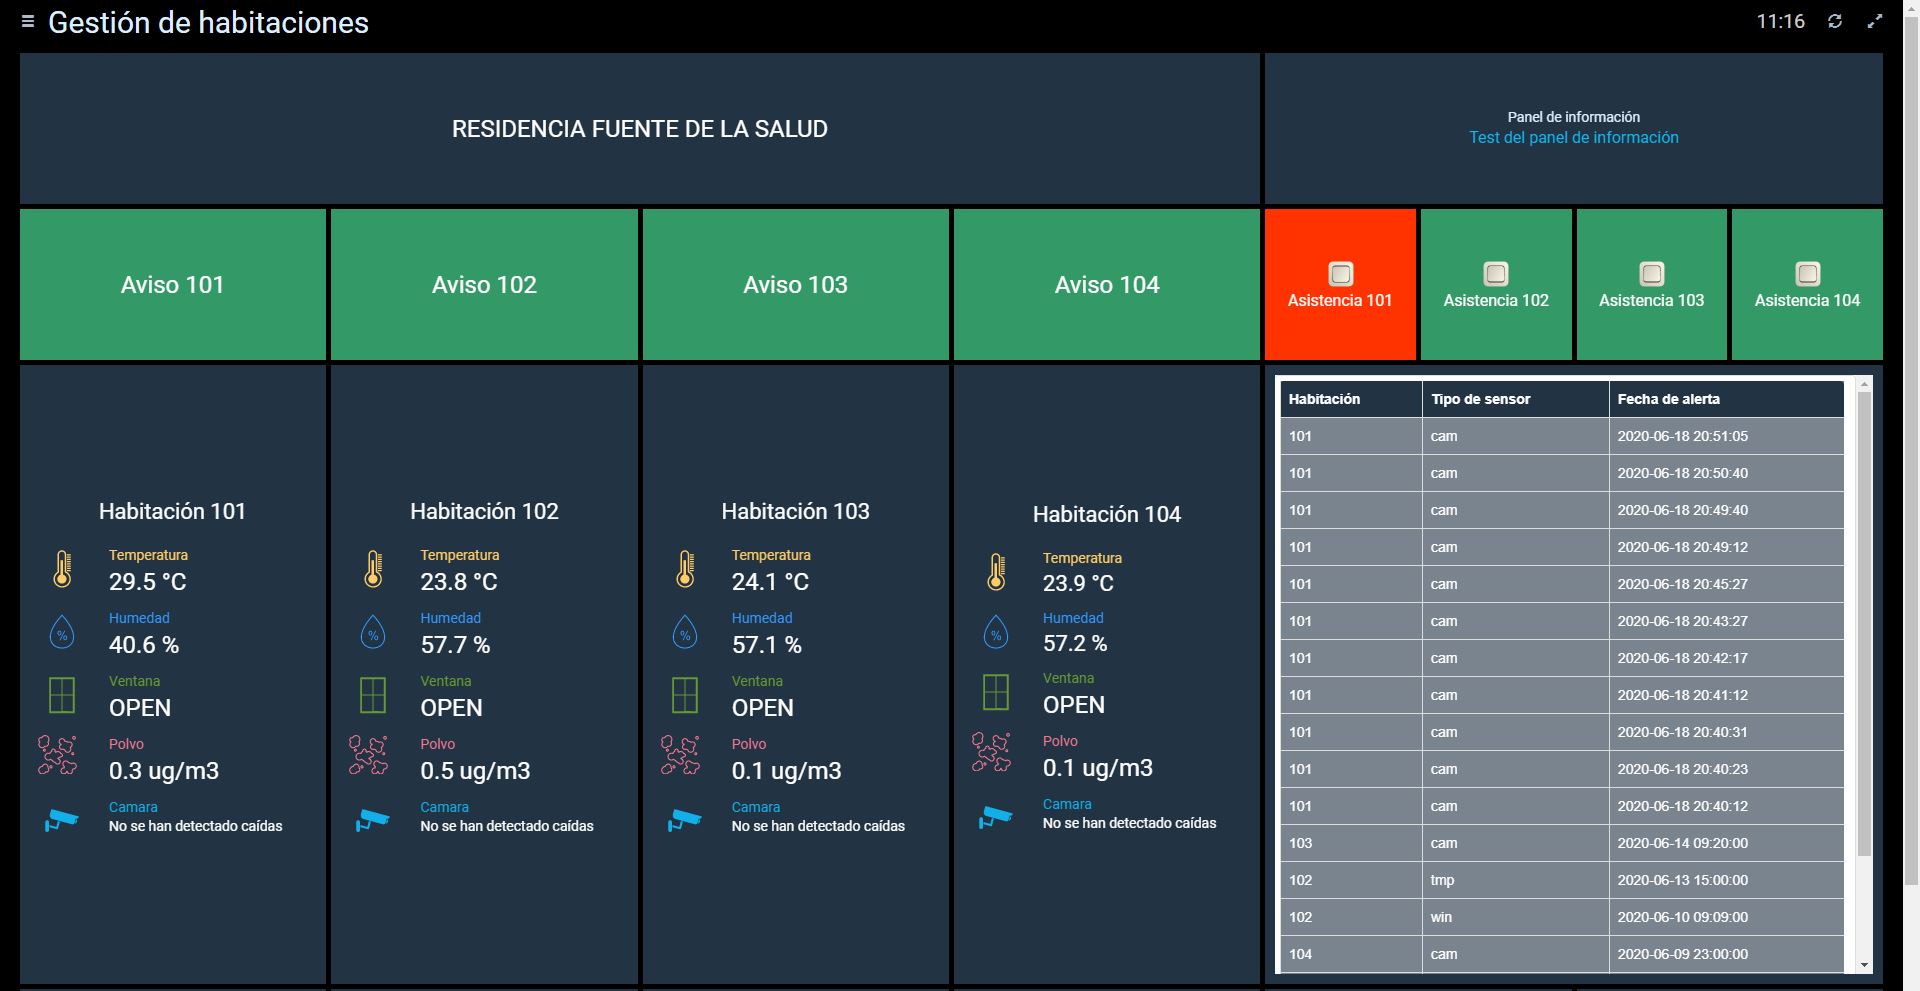 Gestión de habitaciones
11:16
RESIDENCIA FUENTE DE LA SALUD
Panel de información
Test del panel de información
Aviso 101
Aviso 102
Aviso 103
Aviso 104
Asistencia 101
Asistencia 102
Asistencia 103
Asistencia 104
Habitación 101
Temperatura
29.5 °C
%
Humedad
40.6 %
Ventana
OPEN
Polvo
0.3 ug/m3
Camara
No se han detectado caídas
Habitación 102
Temperatura
23.8 °C
%
Humedad
57.7 %
Ventana
OPEN
Polvo
0.5 ug/m3
Camara
No se han detectado caídas
Habitación 103
Temperatura
24.1 °C
%
Humedad
57.1 %
Ventana
OPEN
Polvo
0.1 ug/m3
Camara
No se han detectado caídas
Habitación 104
Temperatura
23.9 °C
%
Humedad
57.2 %
Ventana
OPEN
Polvo
0.1 ug/m3
Camara
No se han detectado caídas
Habitación Tipo de sensor Fecha de alerta
101 cam 2020-06-18 20:51:05
101 cam 2020-06-18 20:50:40
101 cam 2020-06-18 20:49:40
101 cam 2020-06-18 20:49:12
101 cam 2020-06-18 20:45:27
101 cam 2020-06-18 20:43:27
101 cam 2020-06-18 20:42:17
101 cam 2020-06-18 20:41:12
101 cam 2020-06-18 20:40:31
101 cam 2020-06-18 20:40:23
101 cam 2020-06-18 20:40:12
103 cam 2020-06-14 09:20:00
102 tmp 2020-06-13 15:00:00
102 win 2020-06-10 09:09:00
104 cam 2020-06-09 23:00:00